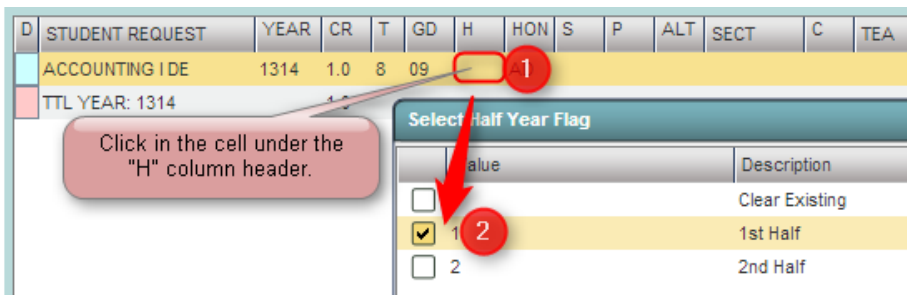 D STUDENT REQUEST YEAR CR T GD H HON S P ALT SECT C TEA
ACCOUNTING I DE 1314 1.0 8 09 1
TTL YEAR: 1314
Click in the cell under the
"H" column header.
Select Half Year Flag
Description
Clear Existing
1 2 1st Half
2 2nd Half